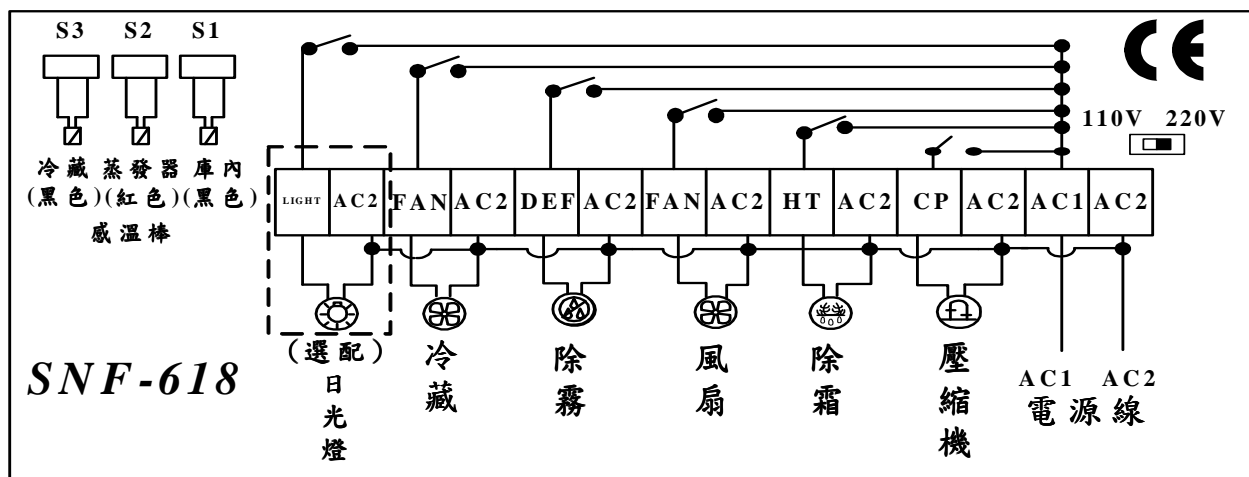 S3 S2 S1
CE
110V 220V
冷藏 蒸發器 庫內
(黑色)(紅色)(黑色)
感溫棒
LIGHT AC2 FAN AC2 DEF AC2 FAN AC2 HT AC2 CP AC2 AC1 AC2
(選配)
日光燈
冷藏
除霧
風扇
除霜
壓縮機
AC1 AC2
電源線
SNF-618